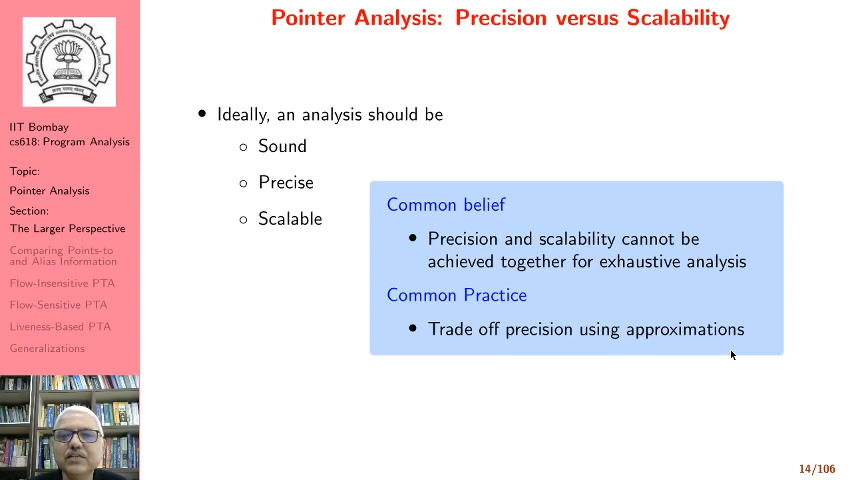 Pointer Analysis: Precision versus Scalability
IIT Bombay
cs618: Program Analysis
Topic:
Pointer Analysis
Section:
The Larger Perspective
Comparing Points-to
and Alias Information
Flow-Insensitive PTA
Flow-Sensitive PTA
Liveness-Based PTA
Generalizations
• Ideally, an analysis should be
◦ Sound
◦ Precise
◦ Scalable
Common belief
• Precision and scalability cannot be
achieved together for exhaustive analysis
Common Practice
• Trade off precision using approximations
14/106